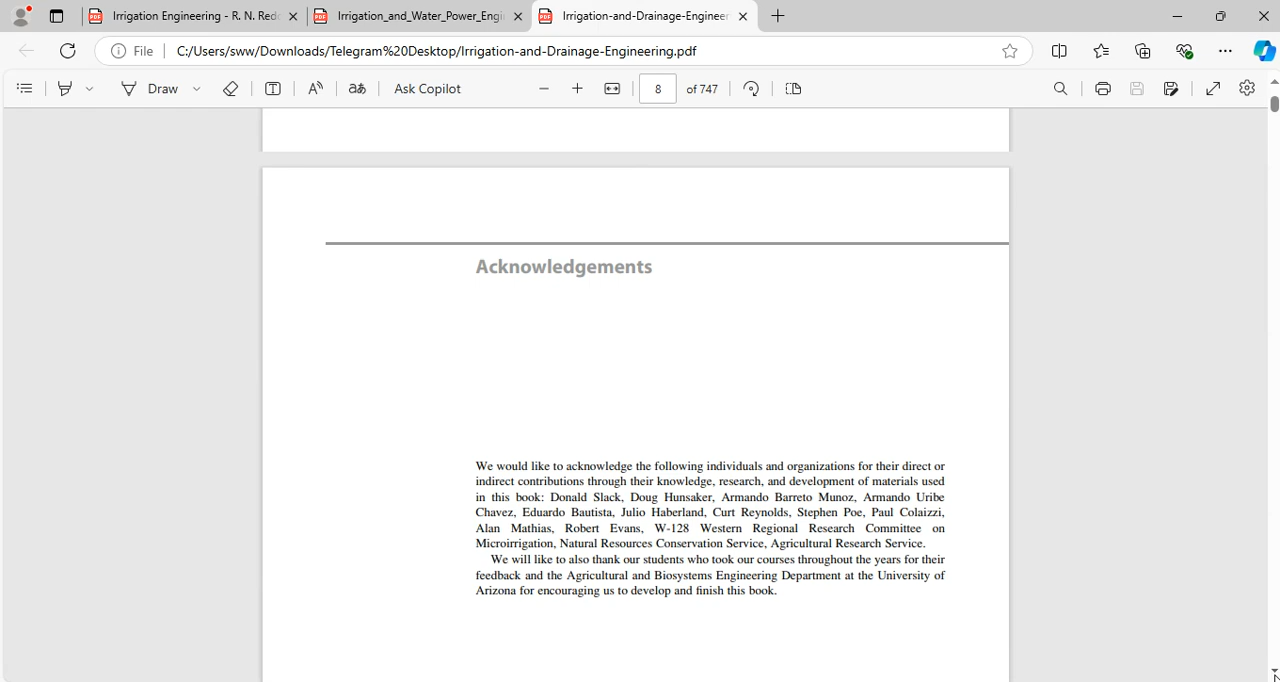 Irrigation Engineering - R. N. Red
Irrigation_and_Water_Power_Engi
Irrigation-and-Drainage-Engineer
File
C:/Users/sww/Downloads/Telegram%20Desktop/Irrigation-and-Drainage-Engineering.pdf
Draw
Ask Copilot
8
of 747
Acknowledgements
We would like to acknowledge the following individuals and organizations for their direct or
indirect contributions through their knowledge, research, and development of materials used
in this book: Donald Slack, Doug Hunsaker, Armando Barreto Munoz, Armando Uribe
Chavez, Eduardo Bautista, Julio Haberland, Curt Reynolds, Stephen Poe, Paul Colaizzi,
Alan Mathias, Robert Evans, W-128 Western Regional Research Committee on
Microirrigation, Natural Resources Conservation Service, Agricultural Research Service.
We will like to also thank our students who took our courses throughout the years for their
feedback and the Agricultural and Biosystems Engineering Department at the University of
Arizona for encouraging us to develop and finish this book.